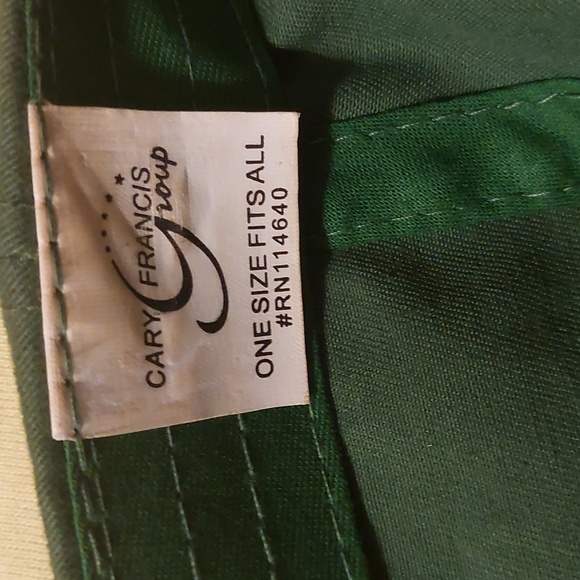 CARY FRANCIS
Group
ONE SIZE FITS ALL
#RN114640